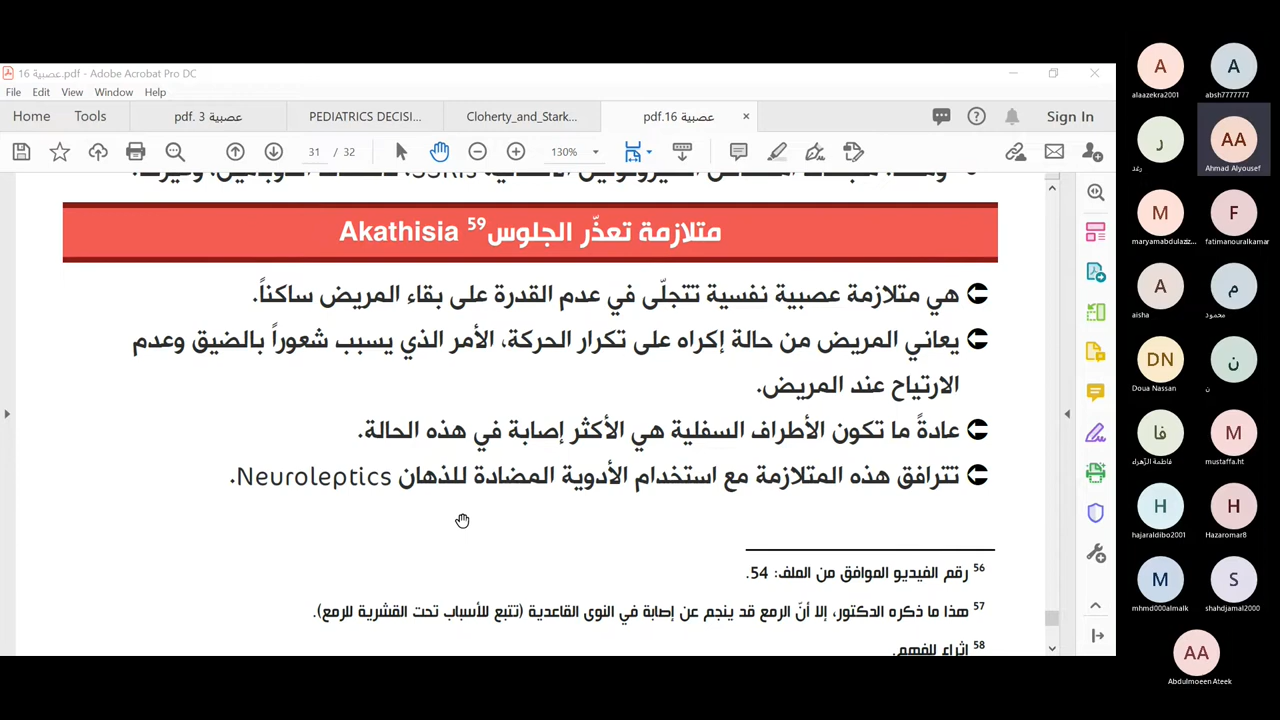 عصبية 16.pdf - Adobe Acrobat Pro DC
File Edit View Window Help
Home Tools عصبية 3 .pdf PEDIATRICS DECISI... Cloherty_and_Stark... عصبية 16.pdf × Sign In
31 / 32 130%
متلازمة تعذّر الجلوس⁵⁹ Akathisia
هي متلازمة عصبية نفسية تتجلّى في عدم القدرة على بقاء المريض ساكناً.
يعاني المريض من حالة إكراه على تكرار الحركة، الأمر الذي يسبب شعوراً بالضيق وعدم
الارتياح عند المريض.
عادةً ما تكون الأطراف السفلية هي الأكثر إصابة في هذه الحالة.
تترافق هذه المتلازمة مع استخدام الأدوية المضادة للذهان Neuroleptics.
⁵⁶ رقم الفيديو الموافق من الملف: 54.
⁵⁷ هذا ما ذكره الدكتور، إلا أنّ الرمع قد ينجم عن إصابة في النوى القاعدية (تتبع للأسباب تحت القشرية للرمع).
⁵⁸ إثراء للفهم.
A A
alaazekra2001 absh7777777
ر AA
رغد Ahmad Alyousef
M F
maryamabdulaziz... fatimanouralkamar
A م
aisha محمود
DN ن
Doua Nassan ن
فا M
فاطمة الزّهراء mustaffa.ht
H H
hajaraldibo2001 Hazaromar8
M S
mhmd000almalk shahdjamal2000
AA
Abdulmoeen Ateek